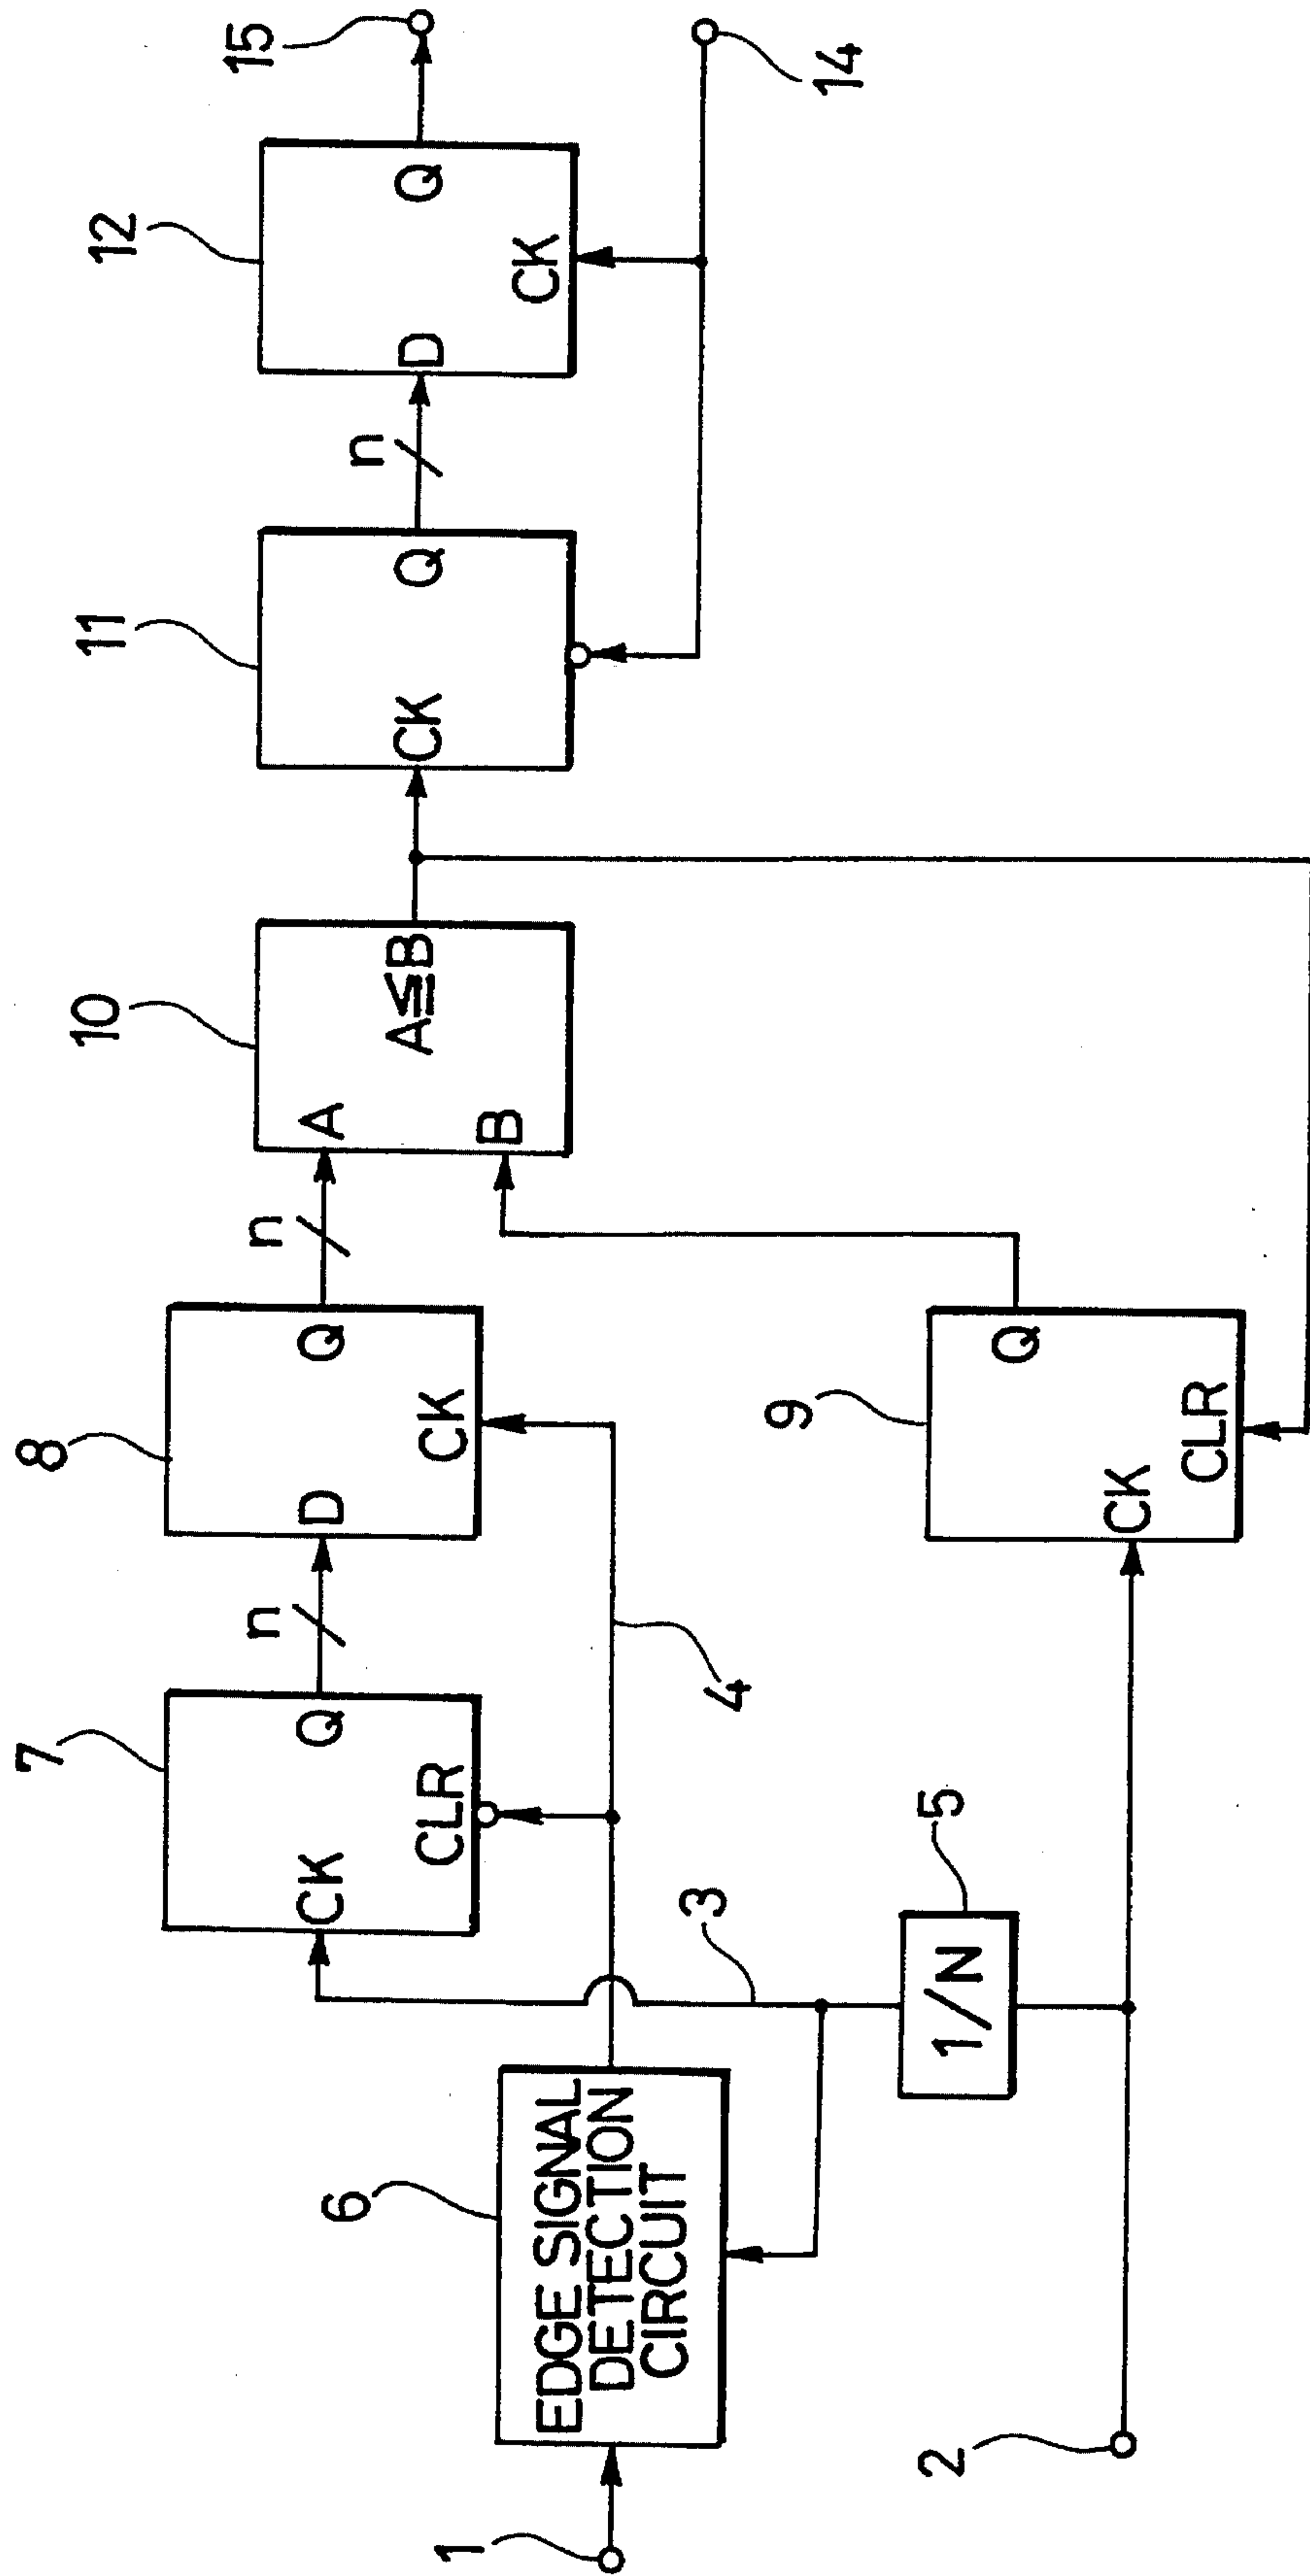 1
EDGE SIGNAL
DETECTION
CIRCUIT
6
2
1/N
5
3
4
7
CK
Q
CLR
n
8
D
Q
CK
n
9
Q
CK
CLR
10
A
B
A≦B
11
CK
Q
n
12
D
Q
CK
15
14